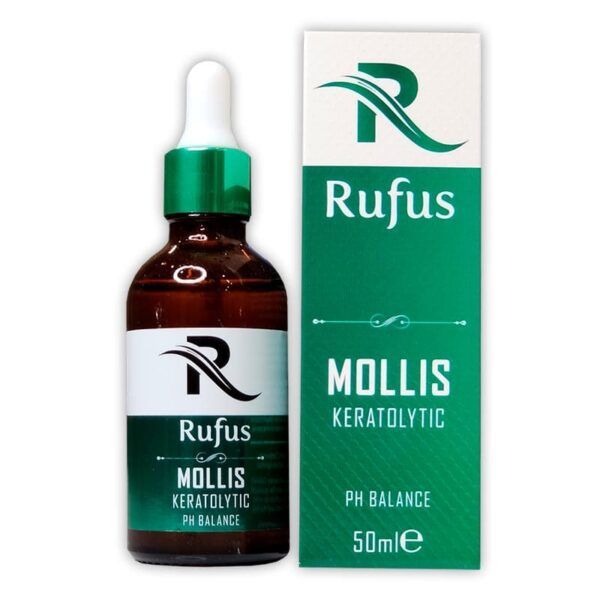 R
Rufus
MOLLIS
KERATOLYTIC
PH BALANCE
R
Rufus
MOLLIS
KERATOLYTIC
PH BALANCE
50ml℮